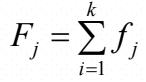 $F_j = \sum_{i=1}^{k} f_j$